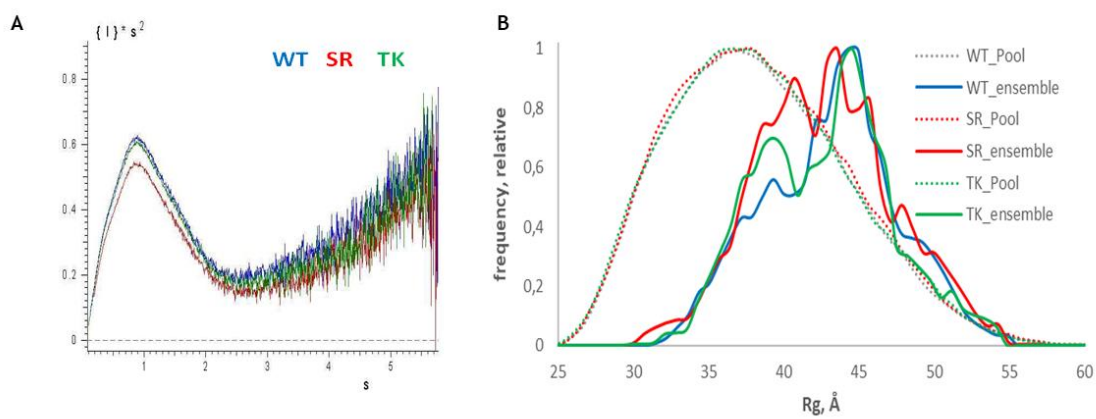 A
{ I } * s⁻²
WT SR TK
0.8
0.6
0.4
0.2
0
1 2 3 4 5
s
B
frequency, relative
1
0,8
0,6
0,4
0,2
0
25 30 35 40 45 50 55 60
Rg, Å
WT_Pool
WT_ensemble
SR_Pool
SR_ensemble
TK_Pool
TK_ensemble